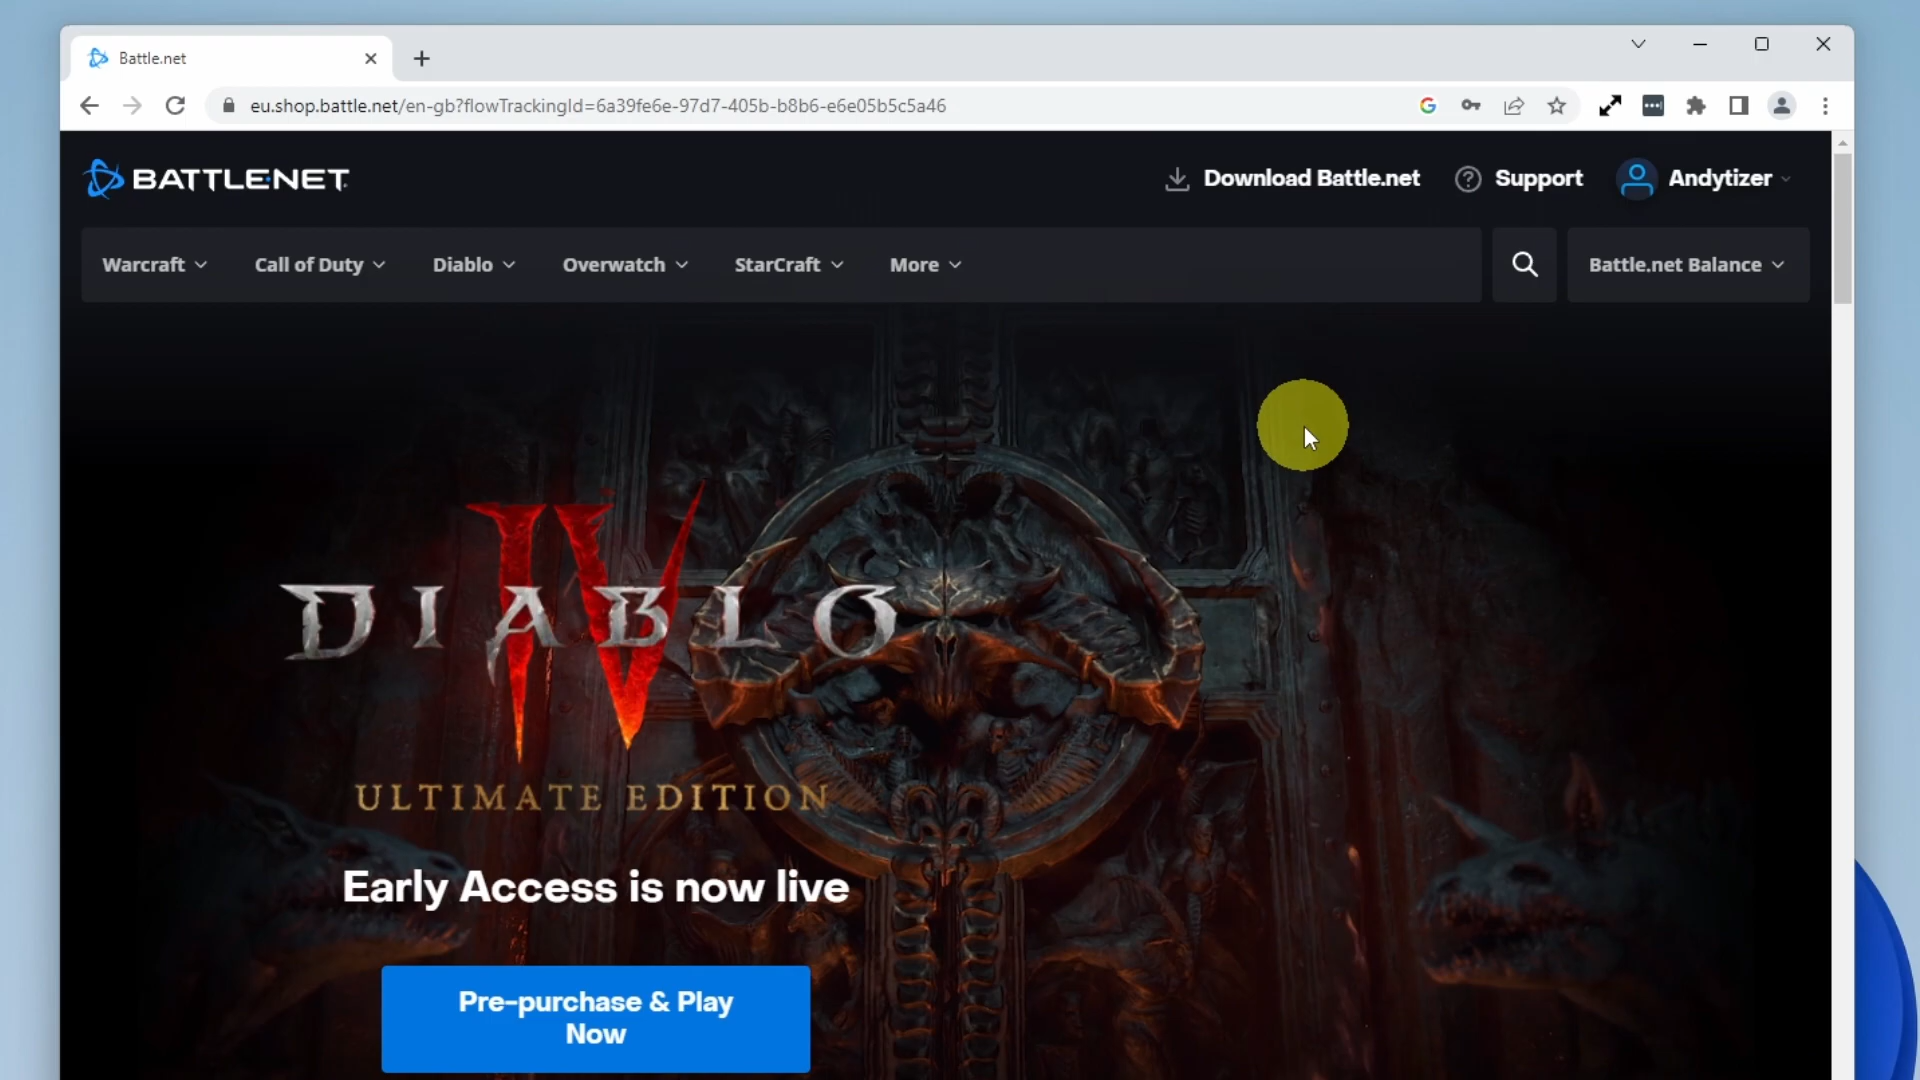 Battle.net
eu.shop.battle.net/en-gb?flowTrackingId=6a39fe6e-97d7-405b-b8b6-e6e05b5c5a46
BATTLE.NET
Download Battle.net
Support
Andytizer
Warcraft
Call of Duty
Diablo
Overwatch
StarCraft
More
Battle.net Balance
IV
DIABLO
ULTIMATE EDITION
Early Access is now live
Pre-purchase & Play
Now